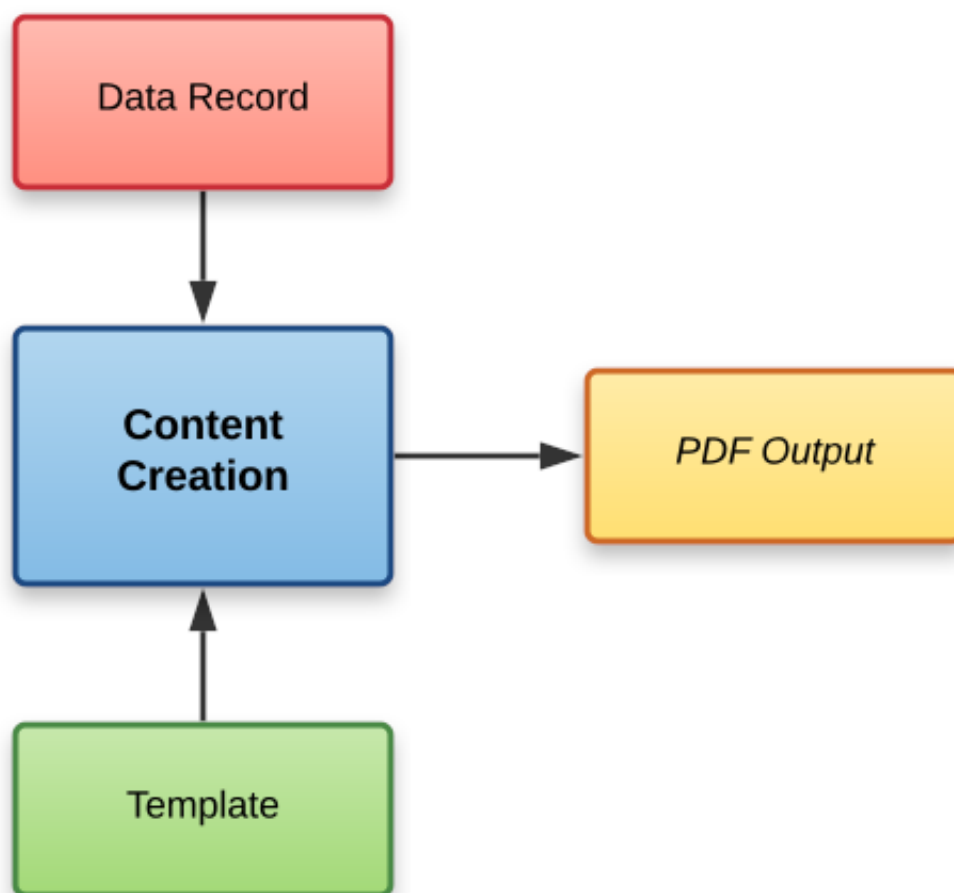 Data Record
Content
Creation
PDF Output
Template